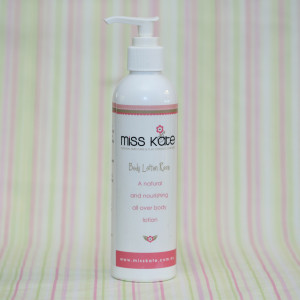 miss kate
Body Lotion Rose
A natural
and nourishing
all over body
lotion
www.misskate.com.au